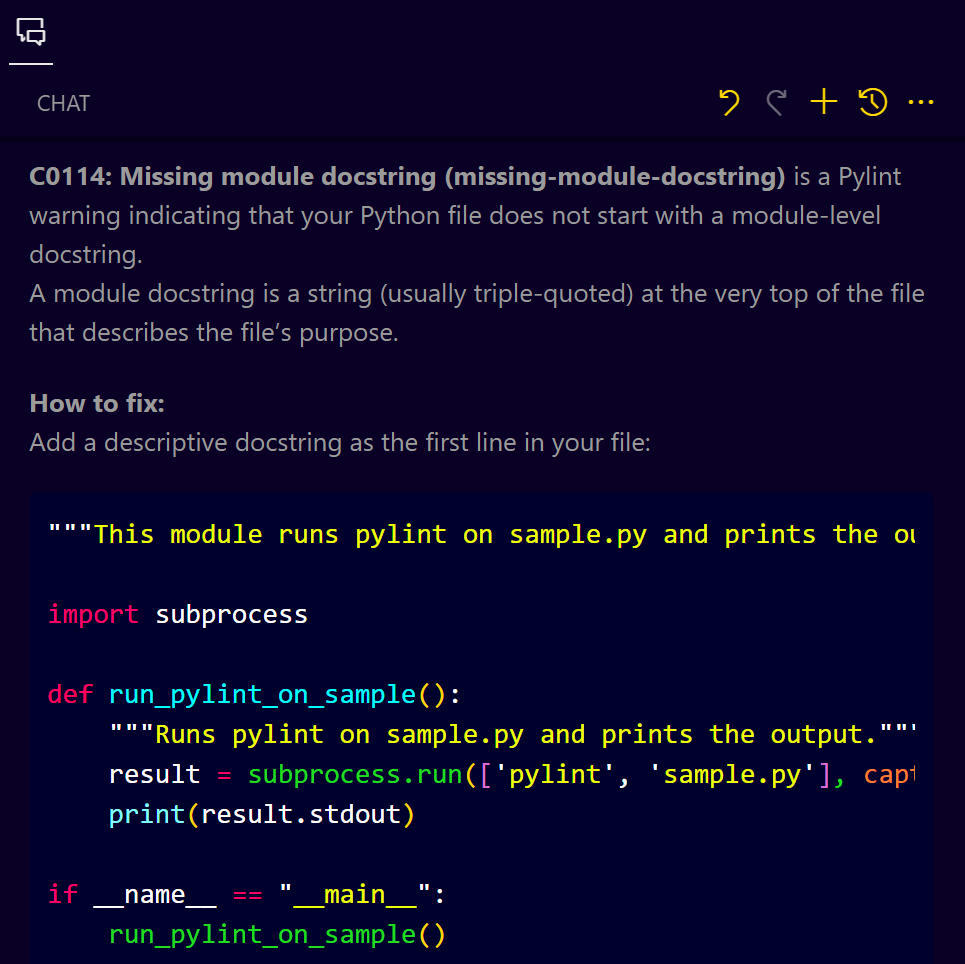 CHAT
C0114: Missing module docstring (missing-module-docstring) is a Pylint
warning indicating that your Python file does not start with a module-level
docstring.
A module docstring is a string (usually triple-quoted) at the very top of the file
that describes the file’s purpose.
How to fix:
Add a descriptive docstring as the first line in your file:
"""This module runs pylint on sample.py and prints the ou
import subprocess
def run_pylint_on_sample():
    """Runs pylint on sample.py and prints the output."""
    result = subprocess.run(['pylint', 'sample.py'], capt
    print(result.stdout)
if __name__ == "__main__":
    run_pylint_on_sample()